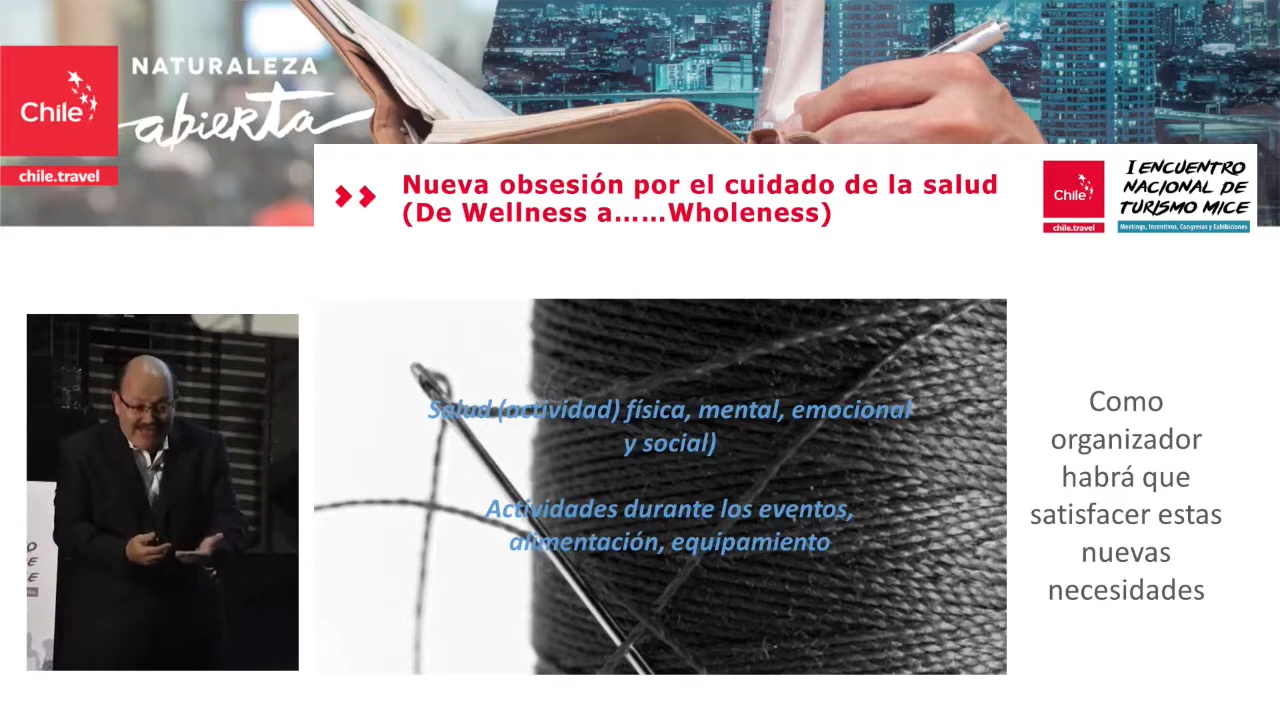 NATURALEZA
abierta
Chile
chile.travel
Nueva obsesión por el cuidado de la salud
(De Wellness a......Wholeness)
Chile
chile.travel
I ENCUENTRO
NACIONAL DE
TURISMO MICE
Meetings, Incentivos, Congresos y Exhibiciones
Salud (actividad) física, mental, emocional
y social)
Actividades durante los eventos,
alimentación, equipamiento
Como
organizador
habrá que
satisfacer estas
nuevas
necesidades